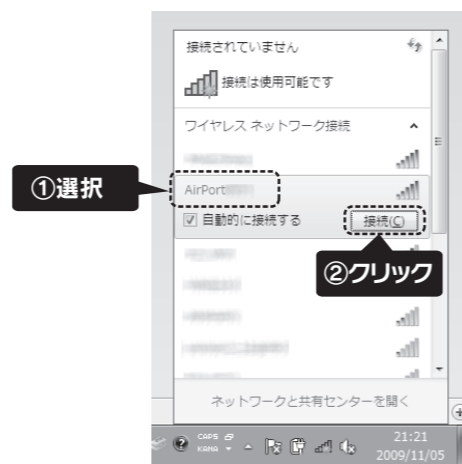 接続されていません
接続は使用可能です
ワイヤレス ネットワーク接続
①選択
AirPort
自動的に接続する
接続(C)
②クリック
ネットワークと共有センターを開く
CAPS
KANA
21:21
2009/11/05